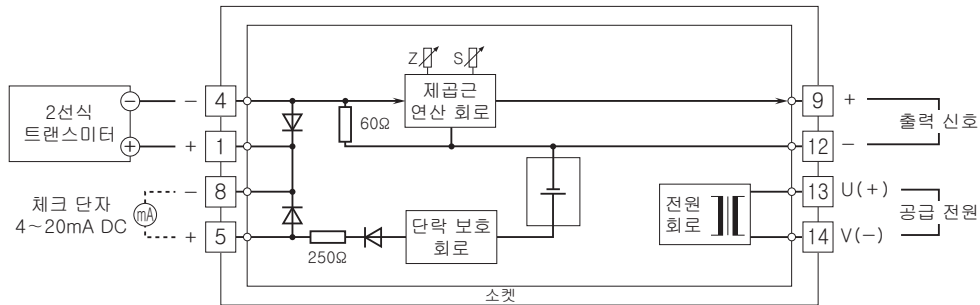 Z
S
제곱근
연산 회로
2선식
트랜스미터
−
+
− 4
+ 1
60Ω
9 +
12 −
출력 신호
체크 단자
4~20mA DC
mA
− 8
+ 5
250Ω
단락 보호
회로
전원
회로
13 U(+)
14 V(−)
공급 전원
소켓